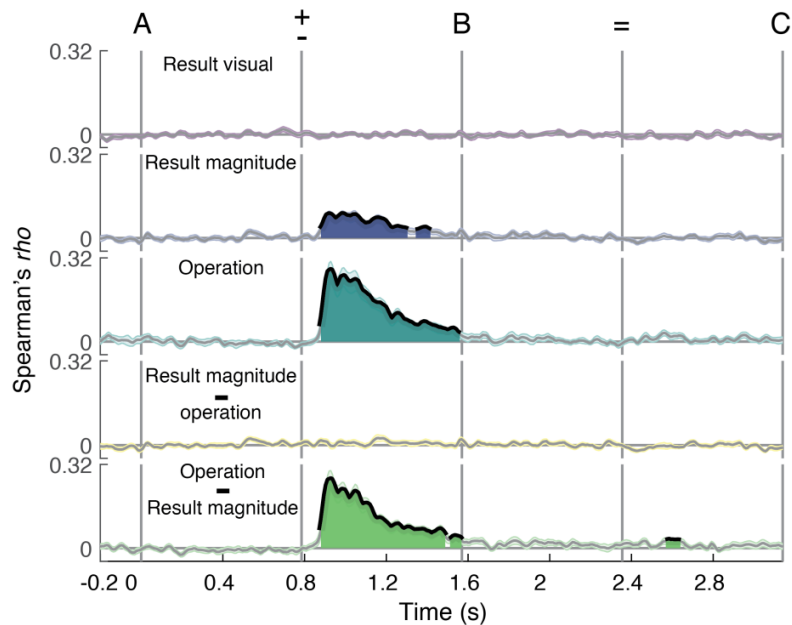 A + - B = C
0.32
Result visual
0
0.32
Result magnitude
0
0.32
Operation
0
0.32
Result magnitude
-
operation
0
0.32
Operation
-
Result magnitude
0
Spearman's rho
-0.2 0 0.4 0.8 1.2 1.6 2 2.4 2.8
Time (s)